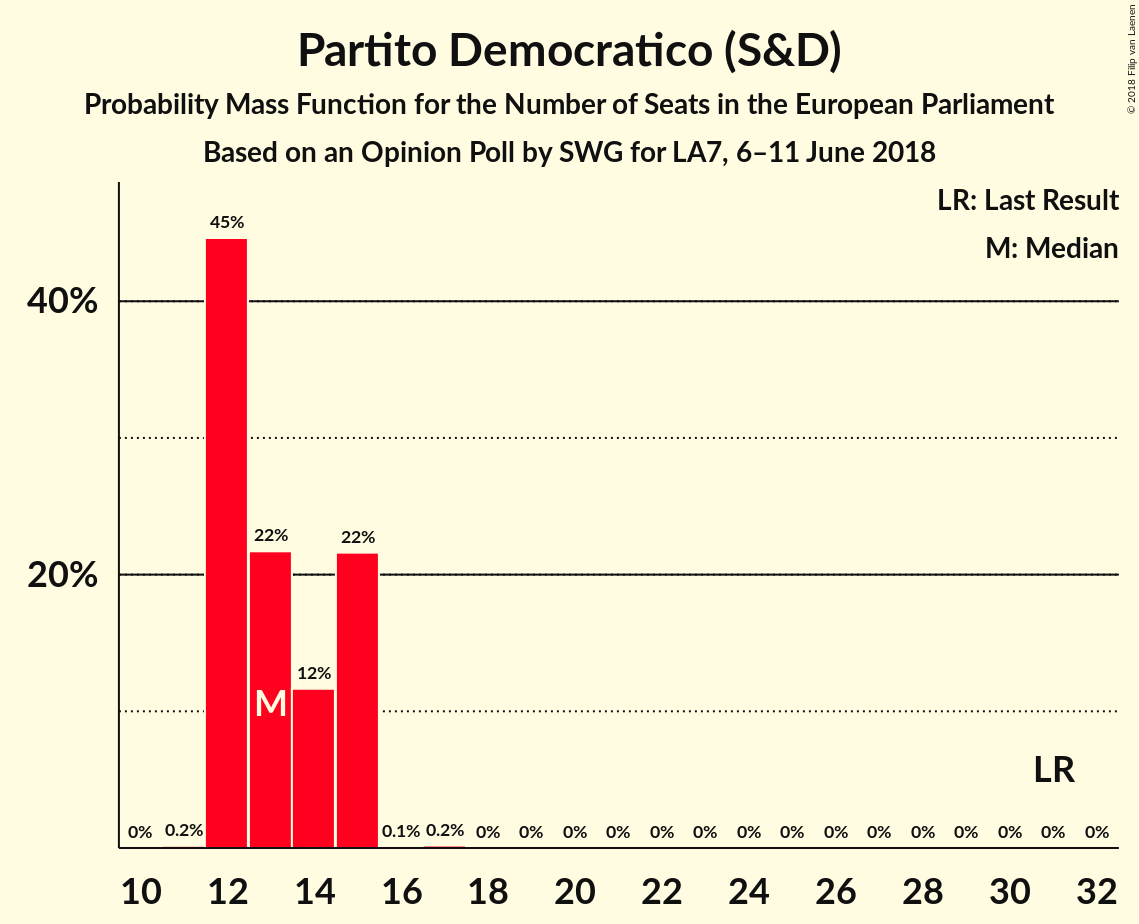 Partito Democratico (S&D)
Probability Mass Function for the Number of Seats in the European Parliament
Based on an Opinion Poll by SWG for LA7, 6–11 June 2018
© 2018 Filip van Laenen
LR: Last Result
M: Median
45%
40%
22% 22%
20%
12%
M
LR
0% 0.2% 0.1% 0.2% 0% 0% 0% 0% 0% 0% 0% 0% 0% 0% 0% 0% 0% 0% 0%
10 12 14 16 18 20 22 24 26 28 30 32